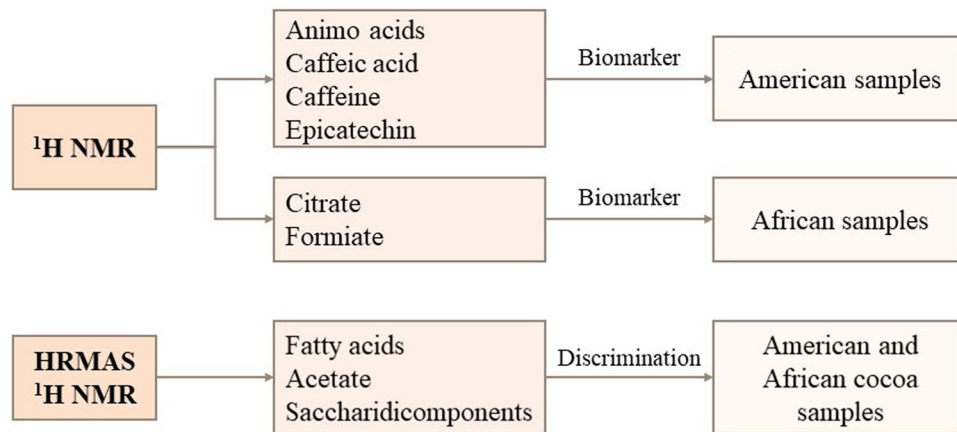 ¹H NMR
Animo acids
Caffeic acid
Caffeine
Epicatechin
Biomarker
American samples
Citrate
Formiate
Biomarker
African samples
HRMAS
¹H NMR
Fatty acids
Acetate
Saccharidicomponents
Discrimination
American and
African cocoa
samples